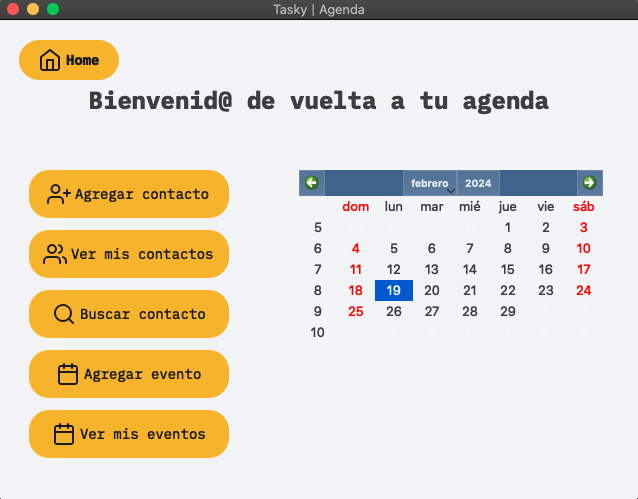 Tasky | Agenda
Home
Bienvenid@ de vuelta a tu agenda
Agregar contacto
Ver mis contactos
Buscar contacto
Agregar evento
Ver mis eventos
febrero 2024
dom lun mar mié jue vie sáb
5 1 2 3
6 4 5 6 7 8 9 10
7 11 12 13 14 15 16 17
8 18 19 20 21 22 23 24
9 25 26 27 28 29
10